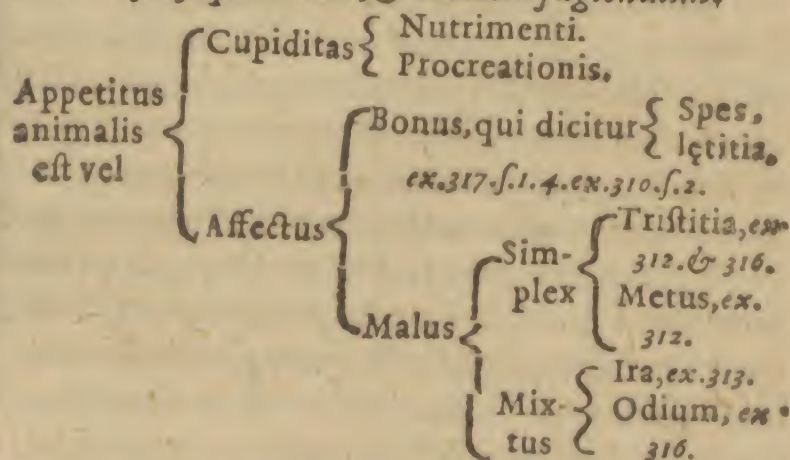 Cupiditas { Nutrimenti.
Procreationis.
Appetitus
animalis
eſt vel
Bonus, qui dicitur { Spes,
lętitia.
ex.317.ſ.1.4.ex.310.ſ.2.
Affectus
Malus
Sim-
plex
Triſtitia, ex
312.& 316.
Metus, ex.
312.
Mix-
tus
Ira, ex.313.
Odium, ex
316.